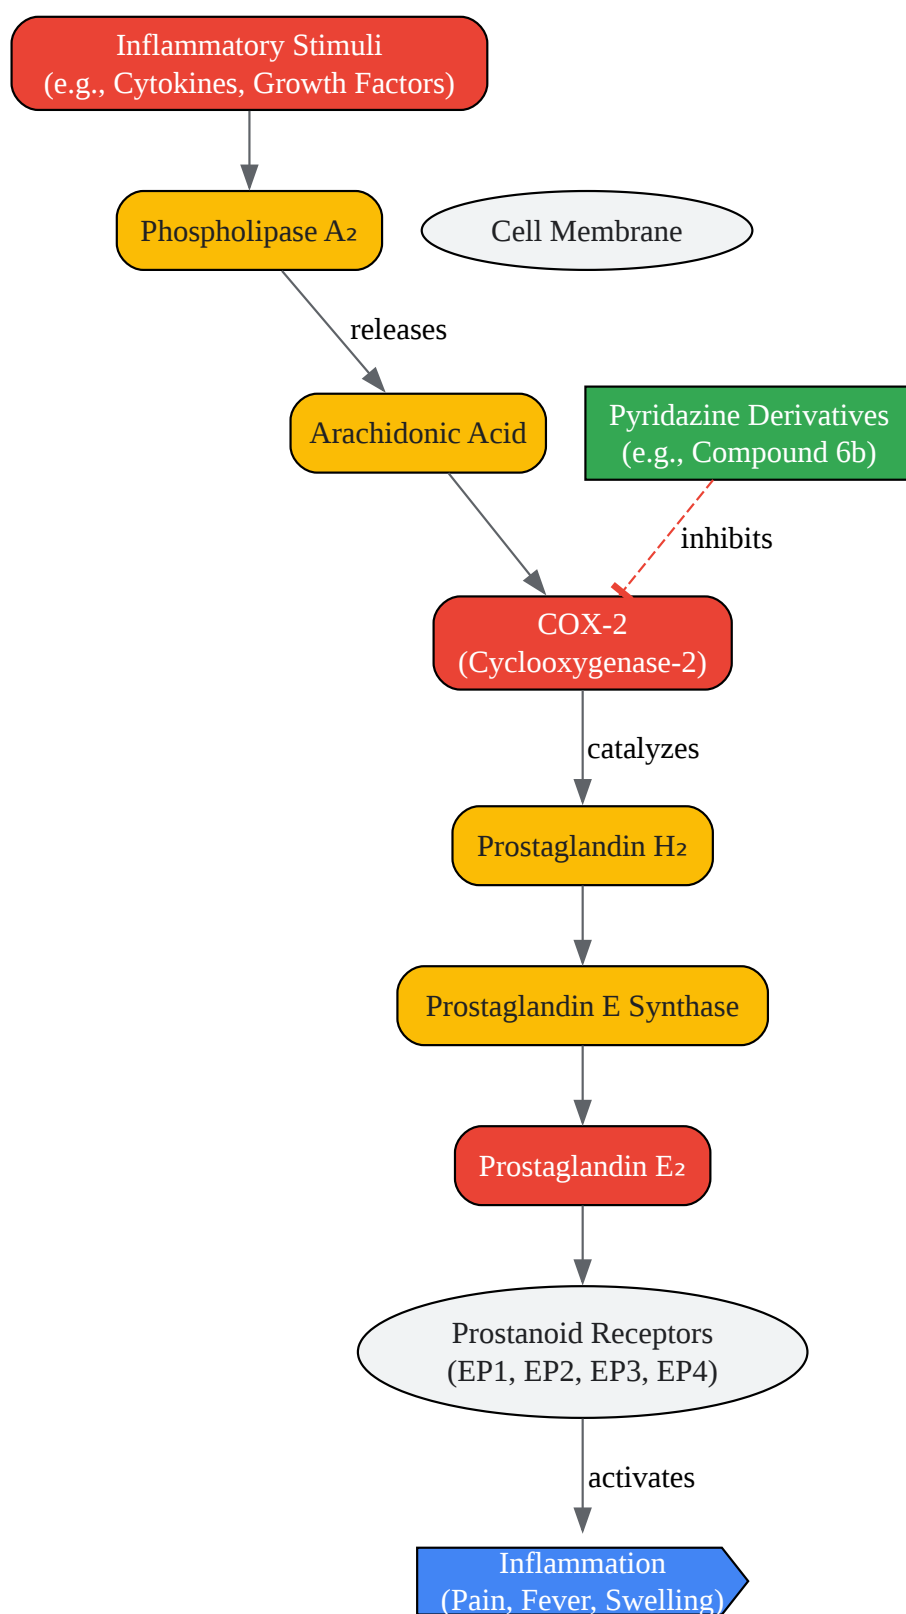 Inflammatory Stimuli
(e.g., Cytokines, Growth Factors)
Phospholipase A₂
Cell Membrane
releases
Arachidonic Acid
Pyridazine Derivatives
(e.g., Compound 6b)
inhibits
COX-2
(Cyclooxygenase-2)
catalyzes
Prostaglandin H₂
Prostaglandin E Synthase
Prostaglandin E₂
Prostanoid Receptors
(EP1, EP2, EP3, EP4)
activates
Inflammation
(Pain, Fever, Swelling)